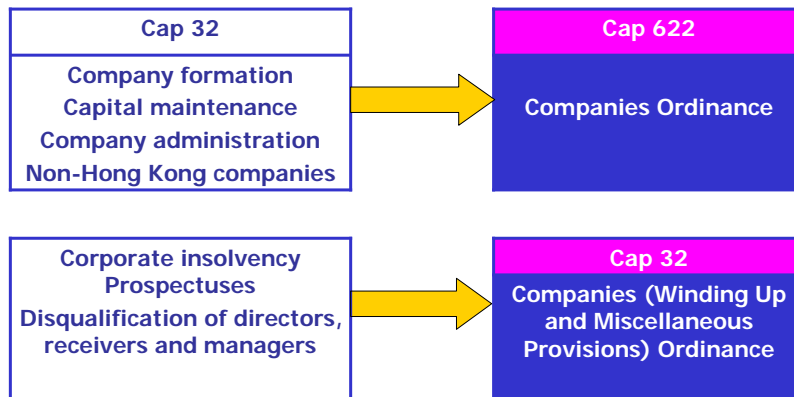 Cap 32
Company formation
Capital maintenance
Company administration
Non-Hong Kong companies
Cap 622
Companies Ordinance
Corporate insolvency
Prospectuses
Disqualification of directors,
receivers and managers
Cap 32
Companies (Winding Up
and Miscellaneous
Provisions) Ordinance